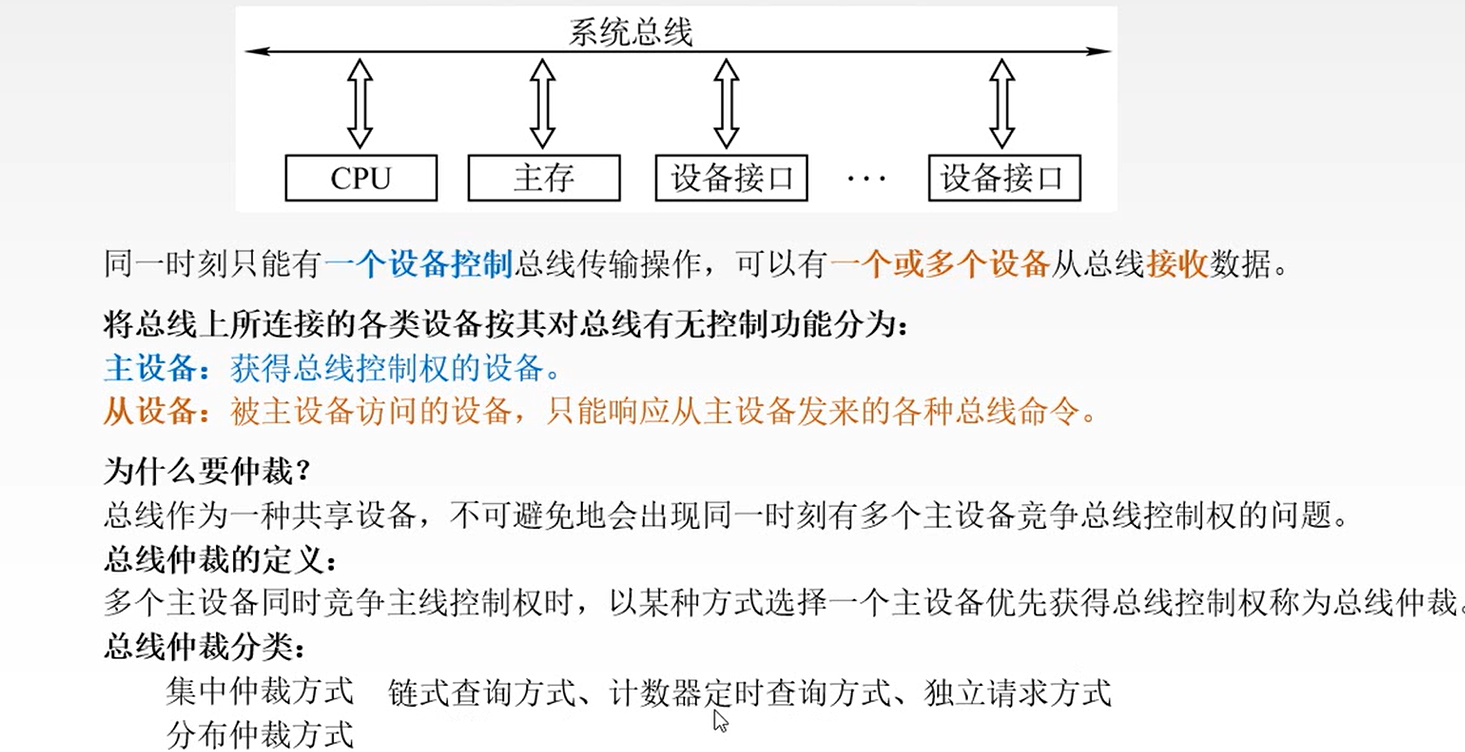 系统总线
CPU 主存 设备接口 ··· 设备接口
同一时刻只能有一个设备控制总线传输操作，可以有一个或多个设备从总线接收数据。
将总线上所连接的各类设备按其对总线有无控制功能分为：
主设备：获得总线控制权的设备。
从设备：被主设备访问的设备，只能响应从主设备发来的各种总线命令。
为什么要仲裁？
总线作为一种共享设备，不可避免地会出现同一时刻有多个主设备竞争总线控制权的问题。
总线仲裁的定义：
多个主设备同时竞争主线控制权时，以某种方式选择一个主设备优先获得总线控制权称为总线仲裁。
总线仲裁分类：
集中仲裁方式 链式查询方式、计数器定时查询方式、独立请求方式
分布仲裁方式